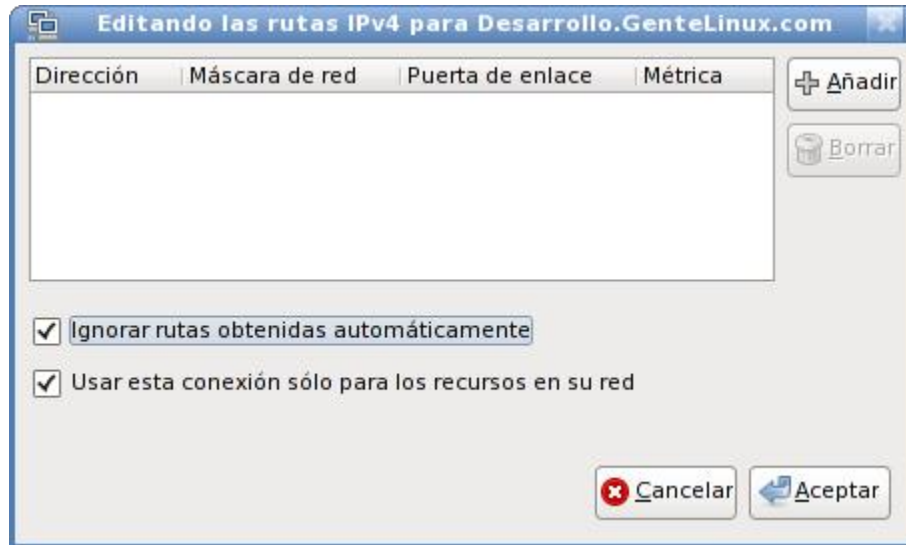 Editando las rutas IPv4 para Desarrollo.GenteLinux.com
Dirección Máscara de red Puerta de enlace Métrica
Añadir
Borrar
Ignorar rutas obtenidas automáticamente
Usar esta conexión sólo para los recursos en su red
Cancelar Aceptar